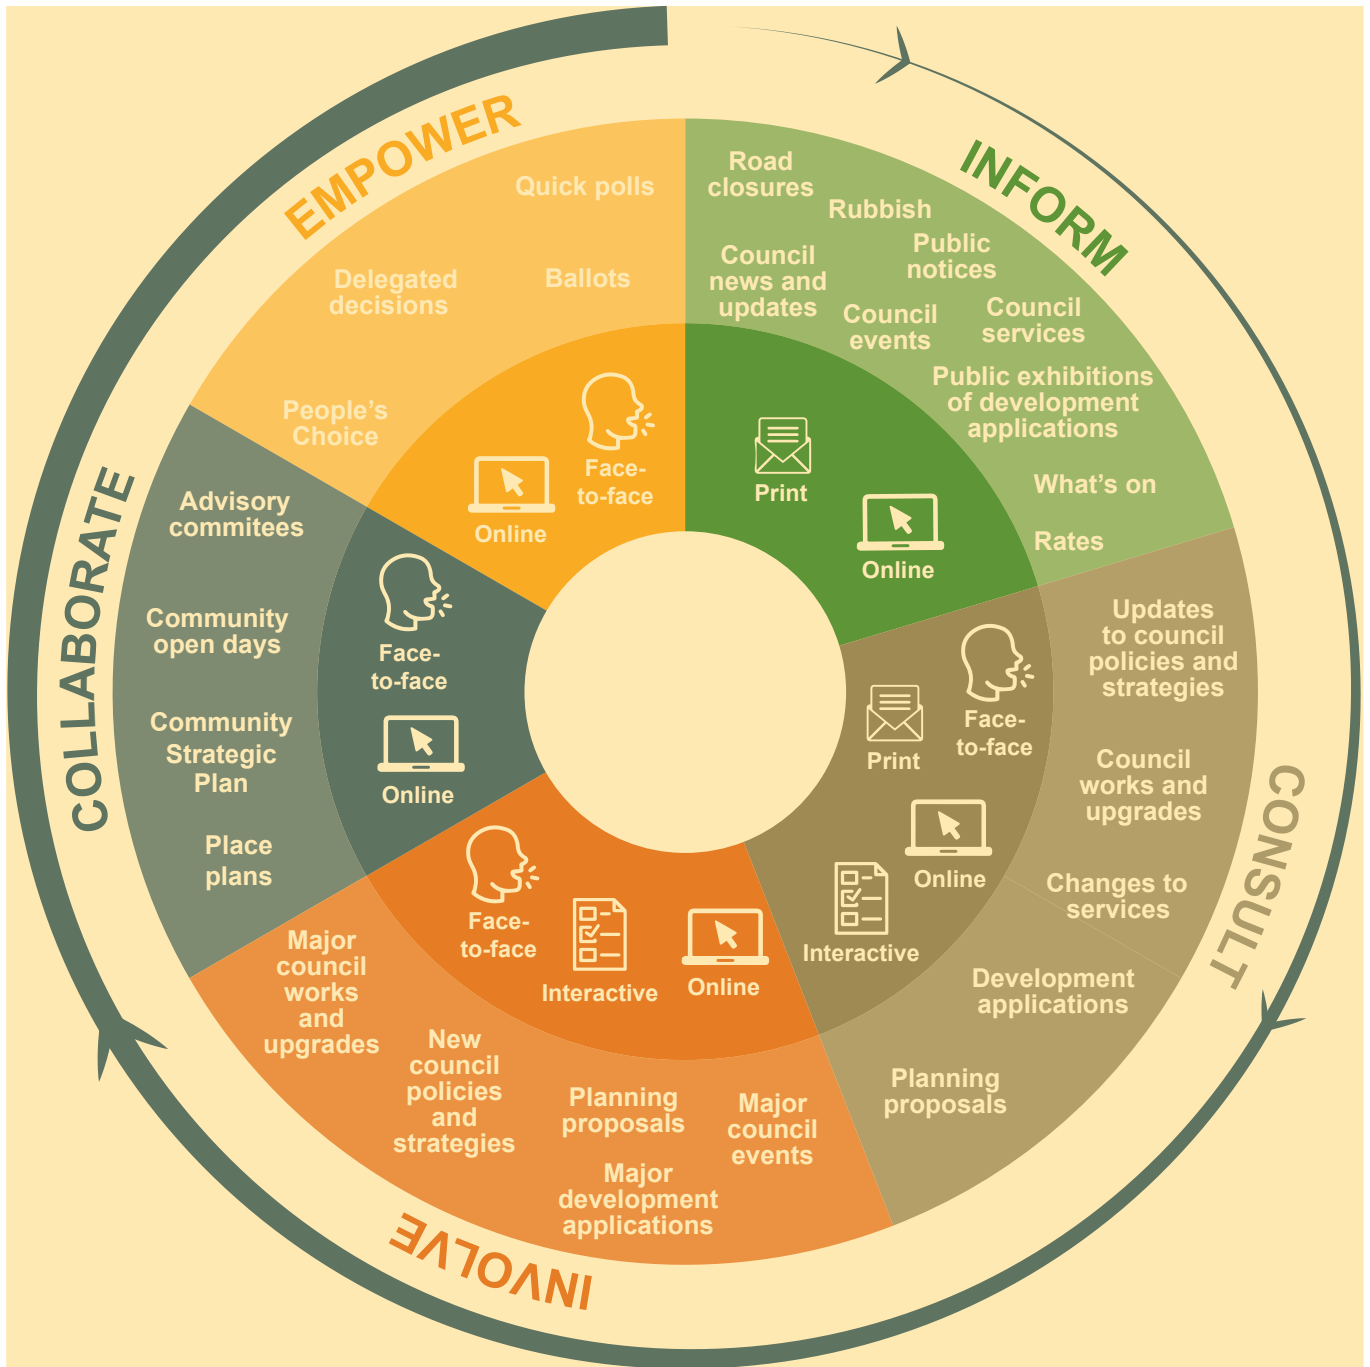 INFORM
Road
closures
Rubbish
Public
notices
Council
news and
updates
Council
events
Council
services
Public exhibitions
of development
applications
What's on
Rates
Print
Online
CONSULT
Updates
to council
policies and
strategies
Council
works and
upgrades
Changes to
services
Development
applications
Planning
proposals
Face-
to-face
Print
Online
Interactive
INVOLVE
Major
council
works
and
upgrades
New
council
policies
and
strategies
Planning
proposals
Major
council
events
Major
development
applications
Face-
to-face
Interactive
Online
COLLABORATE
Advisory
commitees
Community
open days
Community
Strategic
Plan
Place
plans
Face-
to-face
Online
EMPOWER
Quick polls
Delegated
decisions
Ballots
People's
Choice
Face-
to-face
Online